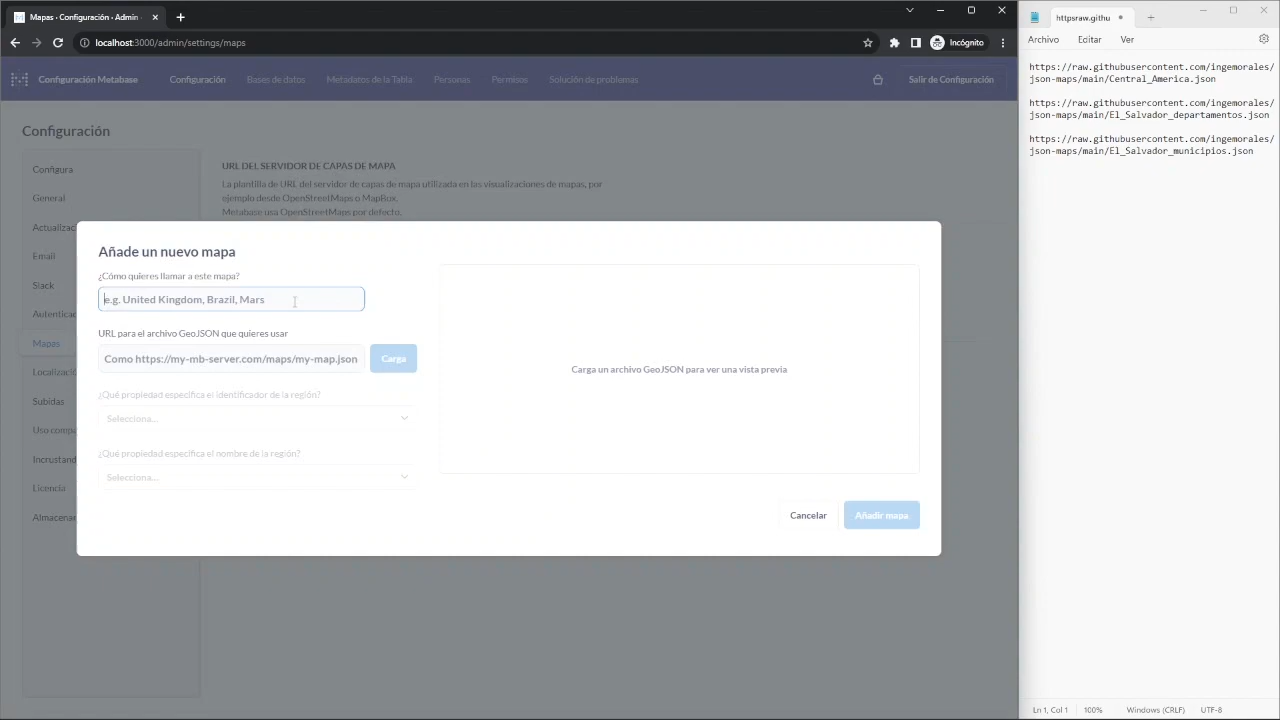 Mapas · Configuración · Admin
localhost:3000/admin/settings/maps
Incógnito
Configuración Metabase
Configuración
Bases de datos
Metadatos de la Tabla
Personas
Permisos
Solución de problemas
Salir de Configuración
Configuración
Configura
General
Email
Slack
Mapas
Subidas
Licencia
URL DEL SERVIDOR DE CAPAS DE MAPA
La plantilla de URL del servidor de capas de mapa utilizada en las visualizaciones de mapas, por
ejemplo desde OpenStreetMaps o MapBox.
Metabase usa OpenStreetMaps por defecto.
Añade un nuevo mapa
¿Cómo quieres llamar a este mapa?
e.g. United Kingdom, Brazil, Mars
URL para el archivo GeoJSON que quieres usar
Como https://my-mb-server.com/maps/my-map.json
Carga
¿Qué propiedad especifica el identificador de la región?
Selecciona...
¿Qué propiedad especifica el nombre de la región?
Selecciona...
Carga un archivo GeoJSON para ver una vista previa
Cancelar
Añadir mapa
httpsraw.githu
Archivo
Editar
Ver
https://raw.githubusercontent.com/ingemorales/
json-maps/main/Central_America.json
https://raw.githubusercontent.com/ingemorales/
json-maps/main/El_Salvador_departamentos.json
https://raw.githubusercontent.com/ingemorales/
json-maps/main/El_Salvador_municipios.json
Ln 1, Col 1
100%
Windows (CRLF)
UTF-8